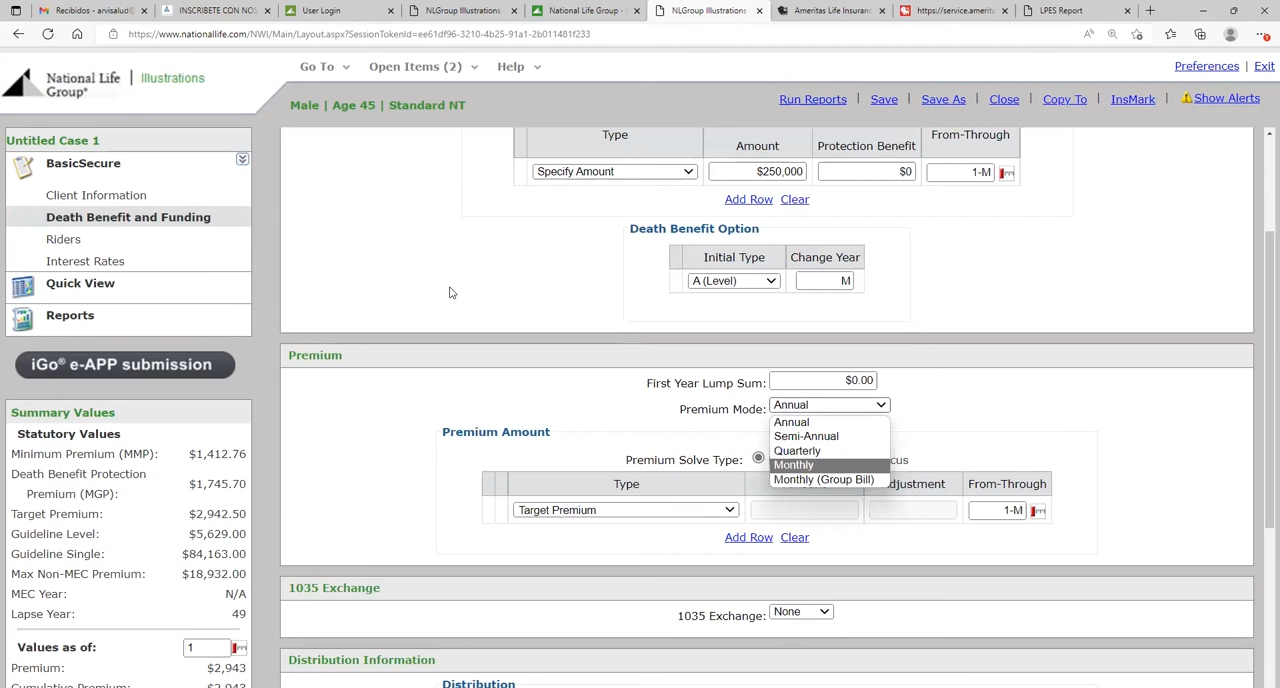 Recibidos - arvisalud@
INSCRIBETE CON NOS
User Login
NLGroup Illustrations
National Life Group -
NLGroup Illustrations
Ameritas Life Insuranc
https://service.amerita
LPES Report
https://www.nationallife.com/NWI/Main/Layout.aspx?SessionTokenId=ee61df96-3210-4b25-91a1-2b011481f233
National Life Group® | Illustrations
Go To
Open Items (2)
Help
Preferences | Exit
Male | Age 45 | Standard NT
Run Reports | Save | Save As | Close | Copy To | InsMark | Show Alerts
Untitled Case 1
BasicSecure
Client Information
Death Benefit and Funding
Riders
Interest Rates
Quick View
Reports
iGo® e-APP submission
Summary Values
Statutory Values
Minimum Premium (MMP): $1,412.76
Death Benefit Protection
Premium (MGP): $1,745.70
Target Premium: $2,942.50
Guideline Level: $5,629.00
Guideline Single: $84,163.00
Max Non-MEC Premium: $18,932.00
MEC Year: N/A
Lapse Year: 49
Values as of: 1
Premium: $2,943
Cumulative Premium: $2,943
Type Amount Protection Benefit From-Through
Specify Amount $250,000 $0 1-M
Add Row Clear
Death Benefit Option
Initial Type Change Year
A (Level) M
Premium
First Year Lump Sum: $0.00
Premium Mode: Annual
Annual
Semi-Annual
Quarterly
Monthly
Monthly (Group Bill)
Premium Amount
Premium Solve Type:
Type From-Through
Target Premium 1-M
Add Row Clear
1035 Exchange
1035 Exchange: None
Distribution Information
Distribution